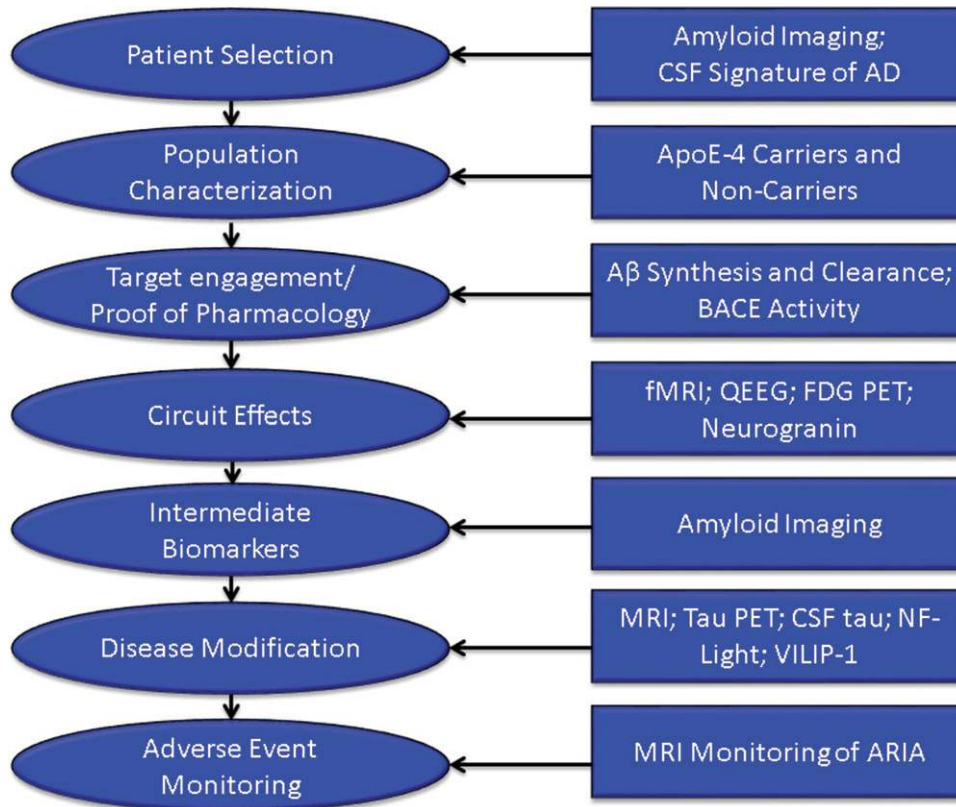 Patient Selection
Amyloid Imaging;
CSF Signature of AD
Population
Characterization
ApoE-4 Carriers and
Non-Carriers
Target engagement/
Proof of Pharmacology
Aβ Synthesis and Clearance;
BACE Activity
Circuit Effects
fMRI; QEEG; FDG PET;
Neurogranin
Intermediate
Biomarkers
Amyloid Imaging
Disease Modification
MRI; Tau PET; CSF tau; NF-
Light; VILIP-1
Adverse Event
Monitoring
MRI Monitoring of ARIA